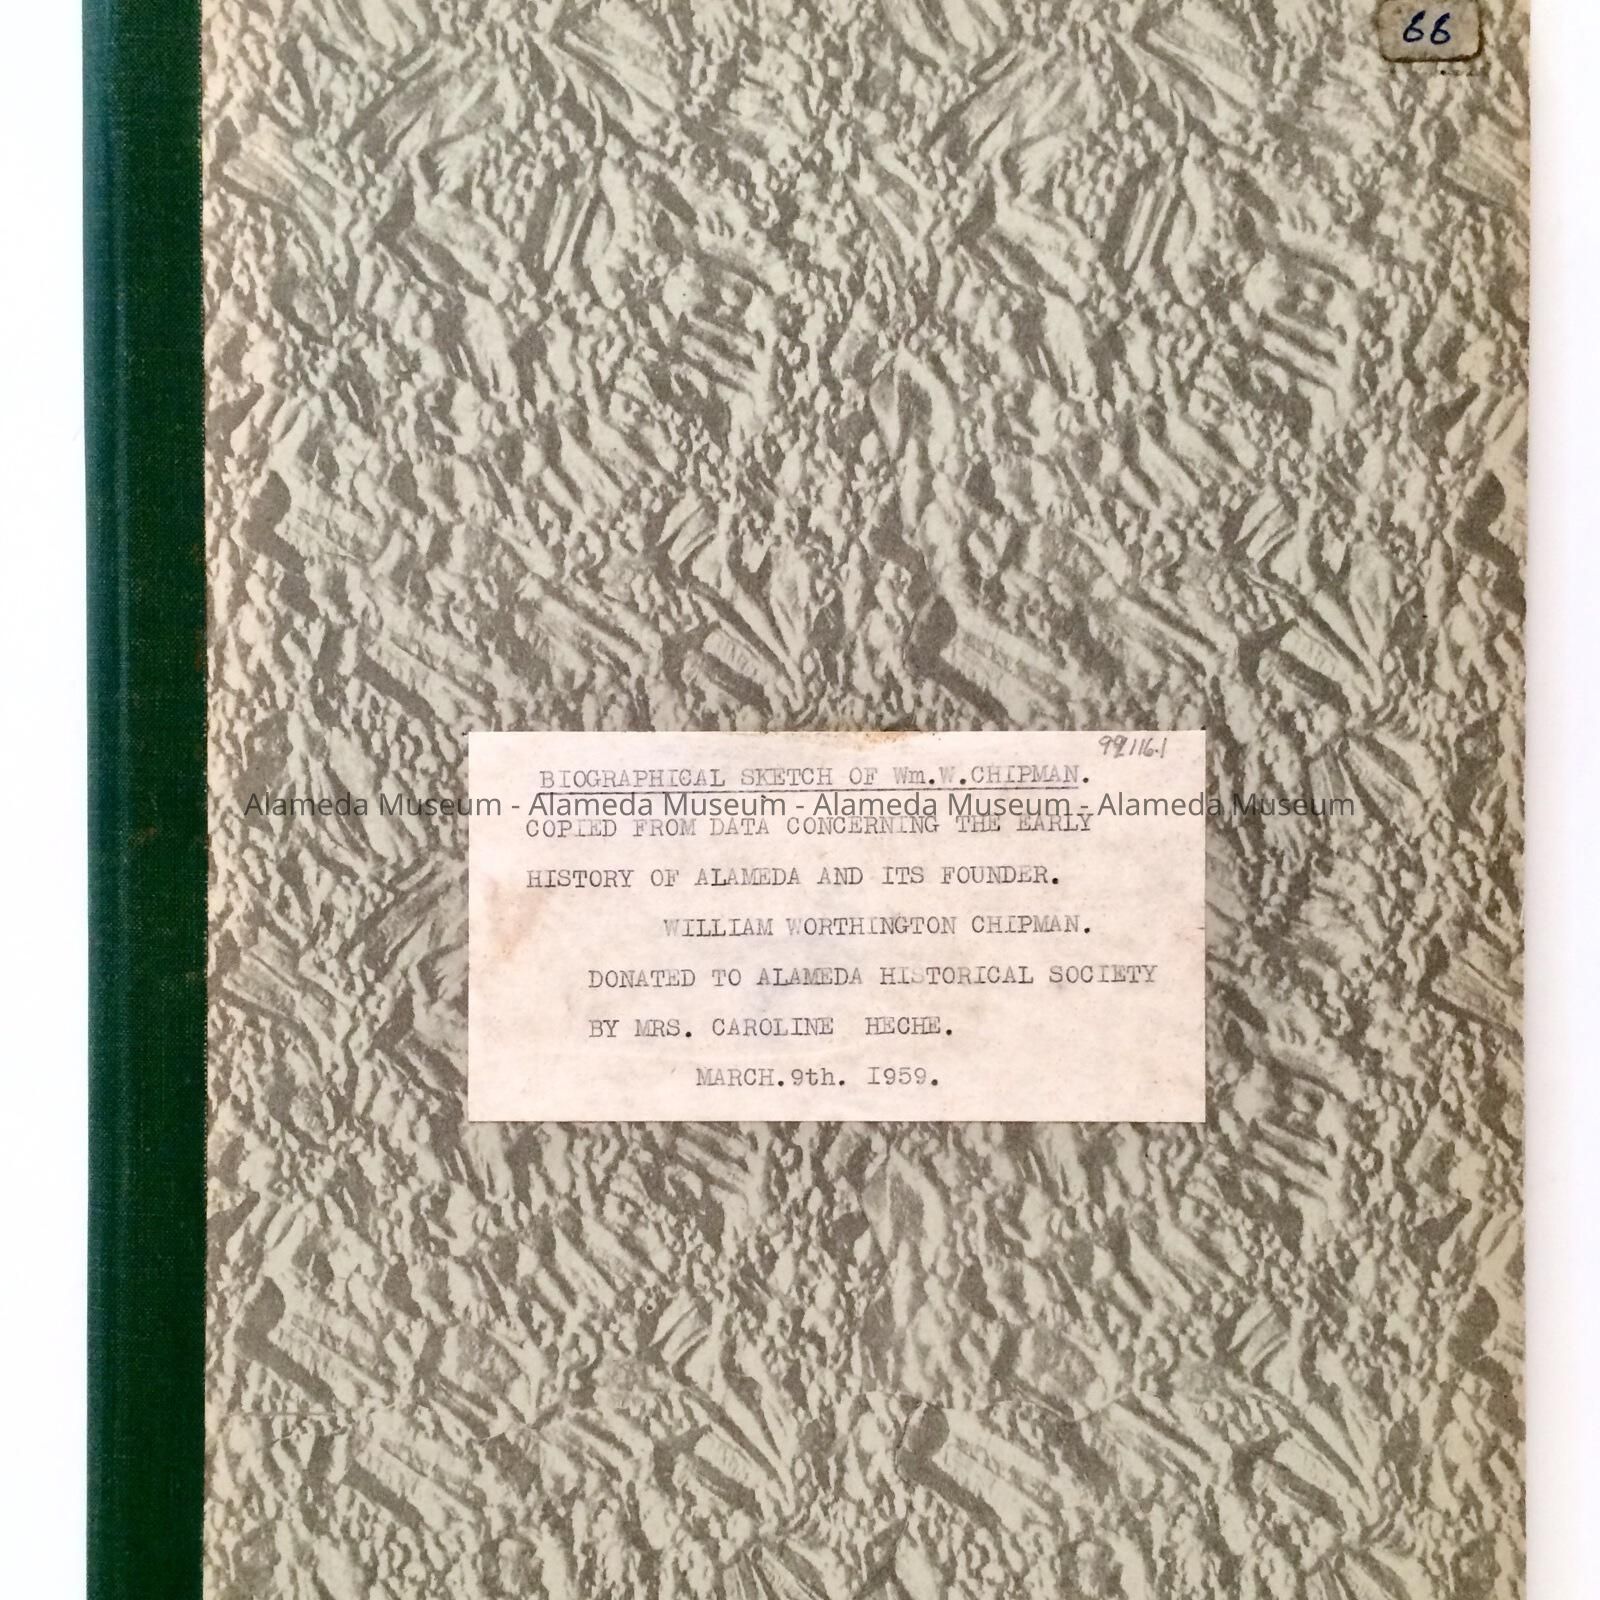 66
99.116.1
BIOGRAPHICAL SKETCH OF Wm.W.CHIPMAN.
Alameda Museum - Alameda Museum - Alameda Museum - Alameda Museum
COPIED FROM DATA CONCERNING THE EARLY
HISTORY OF ALAMEDA AND ITS FOUNDER.
WILLIAM WORTHINGTON CHIPMAN.
DONATED TO ALAMEDA HISTORICAL SOCIETY
BY MRS. CAROLINE HECHE.
MARCH.9th. I959.